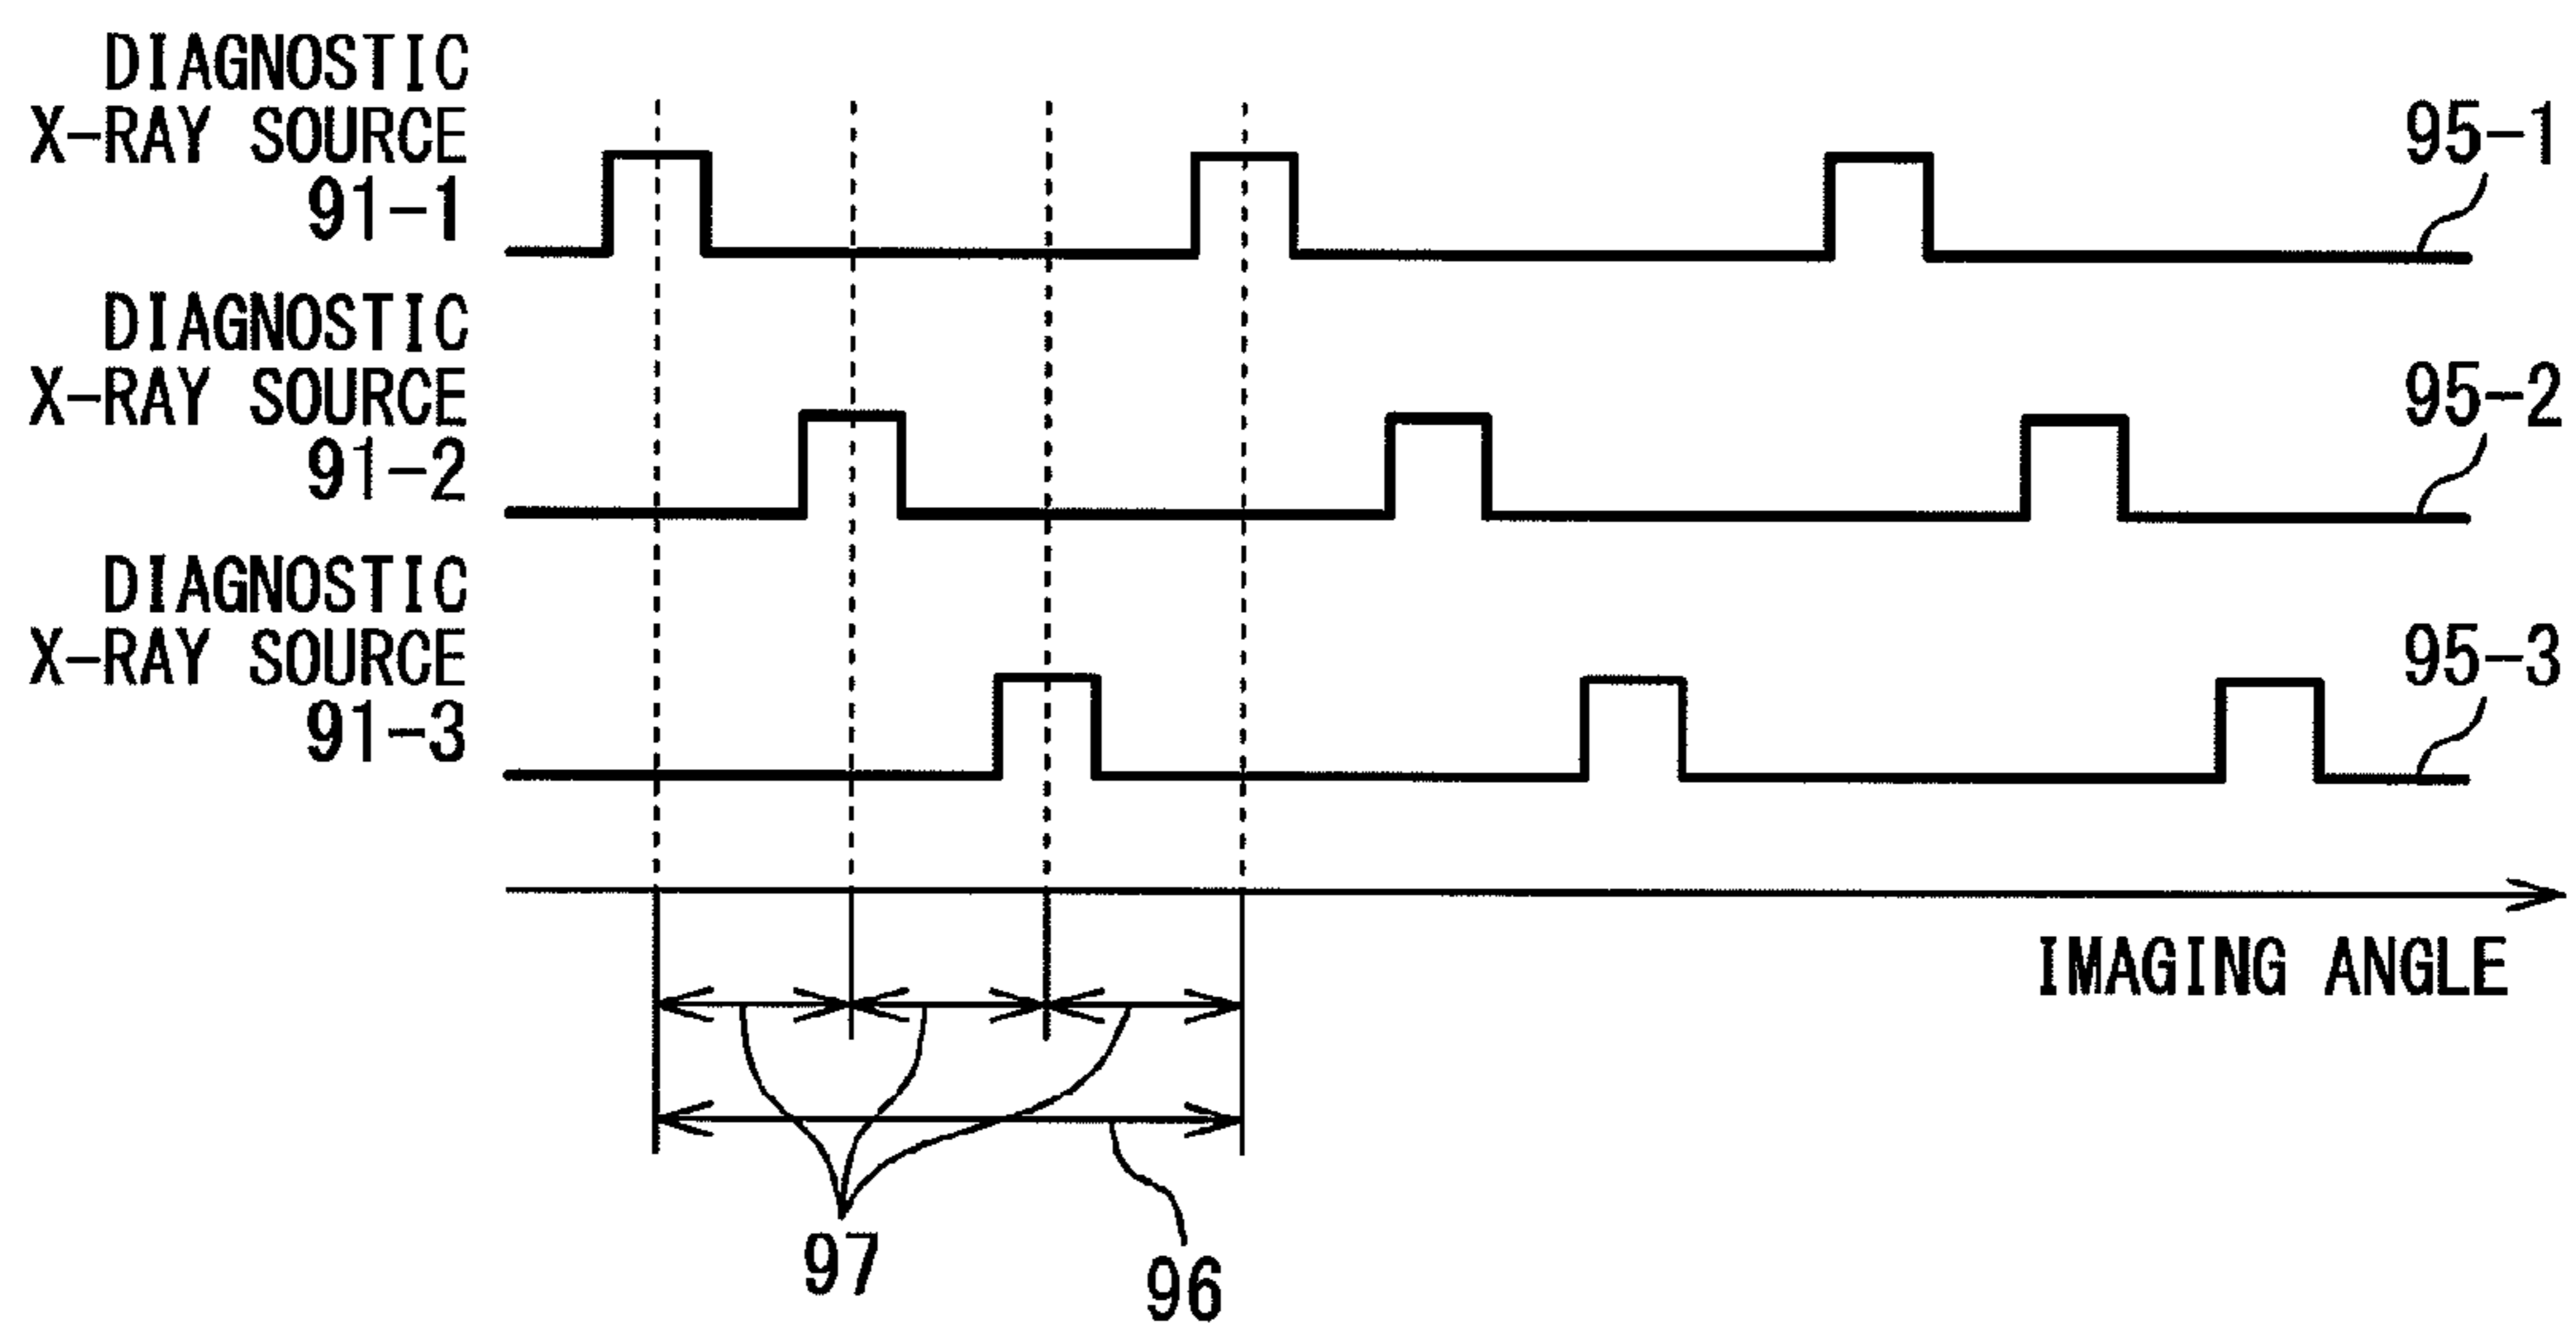 DIAGNOSTIC
X-RAY SOURCE
91-1
95-1
DIAGNOSTIC
X-RAY SOURCE
91-2
95-2
DIAGNOSTIC
X-RAY SOURCE
91-3
95-3
IMAGING ANGLE
97
96